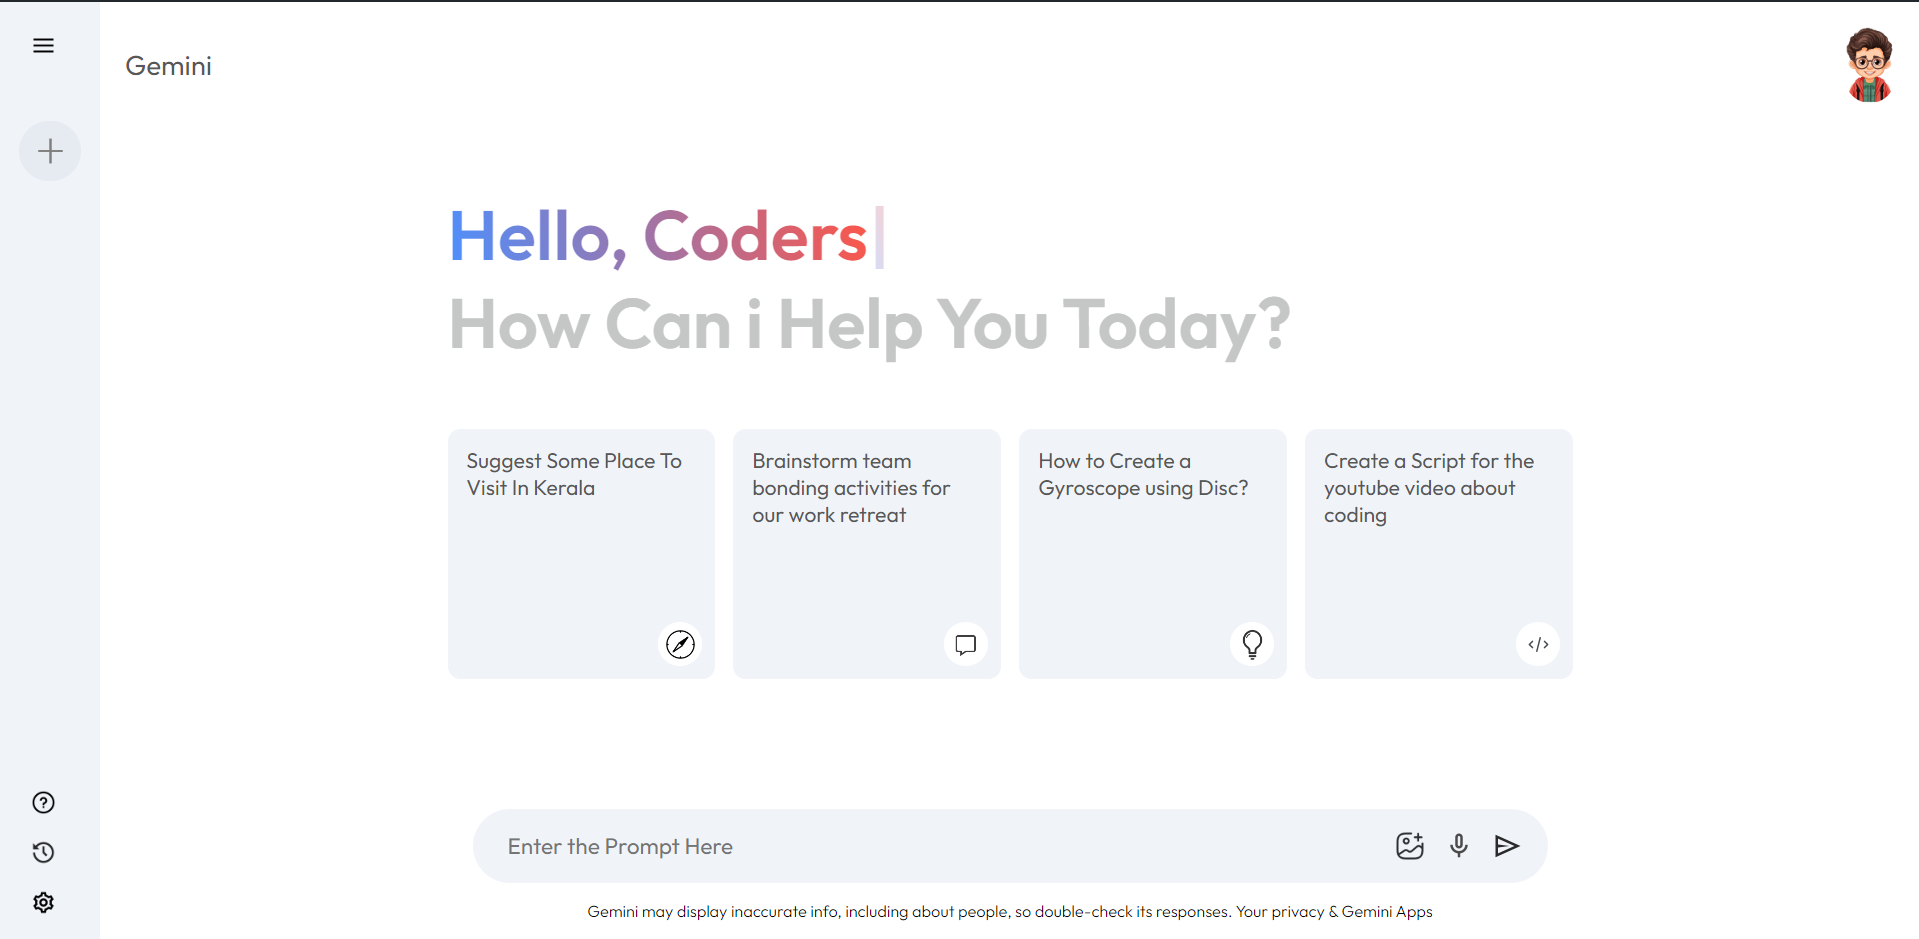 Gemini
Hello, Coders
How Can i Help You Today?
Suggest Some Place To
Visit In Kerala
Brainstorm team
bonding activities for
our work retreat
How to Create a
Gyroscope using Disc?
Create a Script for the
youtube video about
coding
Enter the Prompt Here
Gemini may display inaccurate info, including about people, so double-check its responses. Your privacy & Gemini Apps